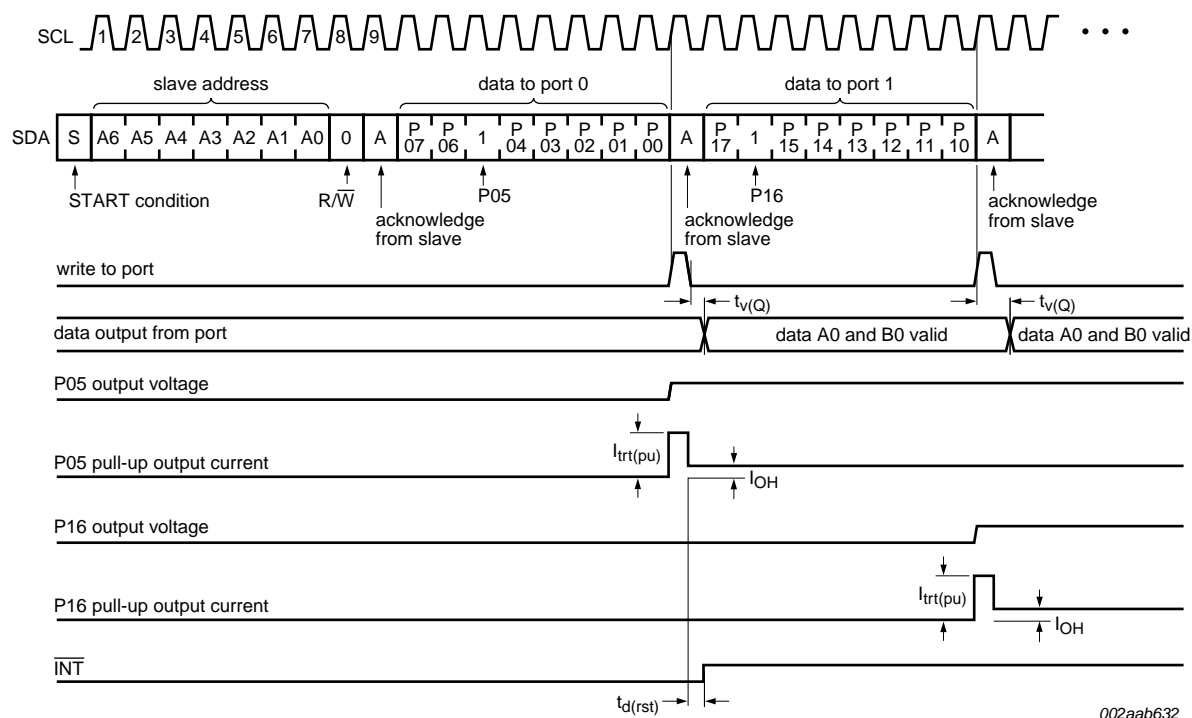 SCL 1 2 3 4 5 6 7 8 9 • • •
slave address data to port 0 data to port 1
SDA S A6 A5 A4 A3 A2 A1 A0 0 A P07 P06 1 P04 P03 P02 P01 P00 A P17 1 P15 P14 P13 P12 P11 P10 A
START condition R/W̅ acknowledge from slave P05 acknowledge from slave P16 acknowledge from slave
write to port
tv(Q) tv(Q)
data output from port data A0 and B0 valid data A0 and B0 valid
P05 output voltage
Itrt(pu)
P05 pull-up output current
IOH
P16 output voltage
Itrt(pu)
P16 pull-up output current
IOH
I̅N̅T̅
td(rst)
002aab632